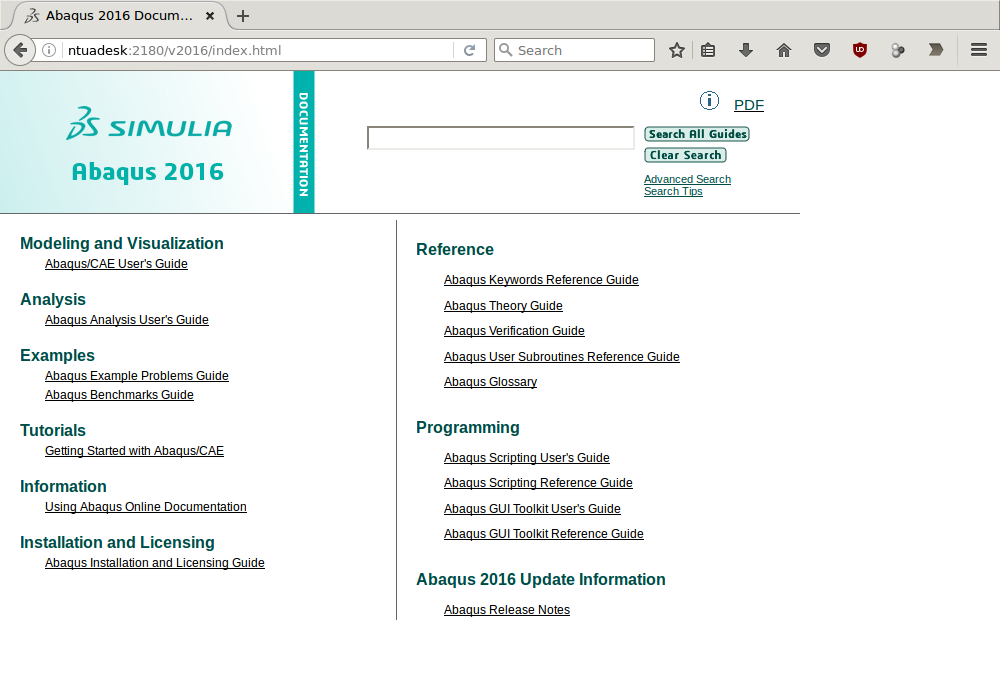 Abaqus 2016 Docum...
ntuadesk:2180/v2016/index.html
Search
SIMULIA
Abaqus 2016
DOCUMENTATION
PDF
Search All Guides
Clear Search
Advanced Search
Search Tips
Modeling and Visualization
Abaqus/CAE User's Guide
Analysis
Abaqus Analysis User's Guide
Examples
Abaqus Example Problems Guide
Abaqus Benchmarks Guide
Tutorials
Getting Started with Abaqus/CAE
Information
Using Abaqus Online Documentation
Installation and Licensing
Abaqus Installation and Licensing Guide
Reference
Abaqus Keywords Reference Guide
Abaqus Theory Guide
Abaqus Verification Guide
Abaqus User Subroutines Reference Guide
Abaqus Glossary
Programming
Abaqus Scripting User's Guide
Abaqus Scripting Reference Guide
Abaqus GUI Toolkit User's Guide
Abaqus GUI Toolkit Reference Guide
Abaqus 2016 Update Information
Abaqus Release Notes